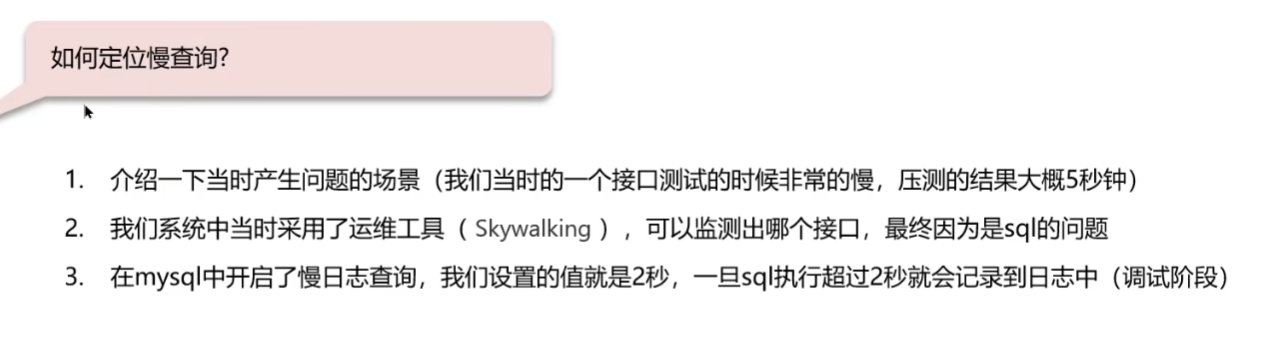 如何定位慢查询?
1. 介绍一下当时产生问题的场景（我们当时的一个接口测试的时候非常的慢，压测的结果大概5秒钟）
2. 我们系统中当时采用了运维工具（ Skywalking ），可以监测出哪个接口，最终因为是sql的问题
3. 在mysql中开启了慢日志查询，我们设置的值就是2秒，一旦sql执行超过2秒就会记录到日志中（调试阶段）